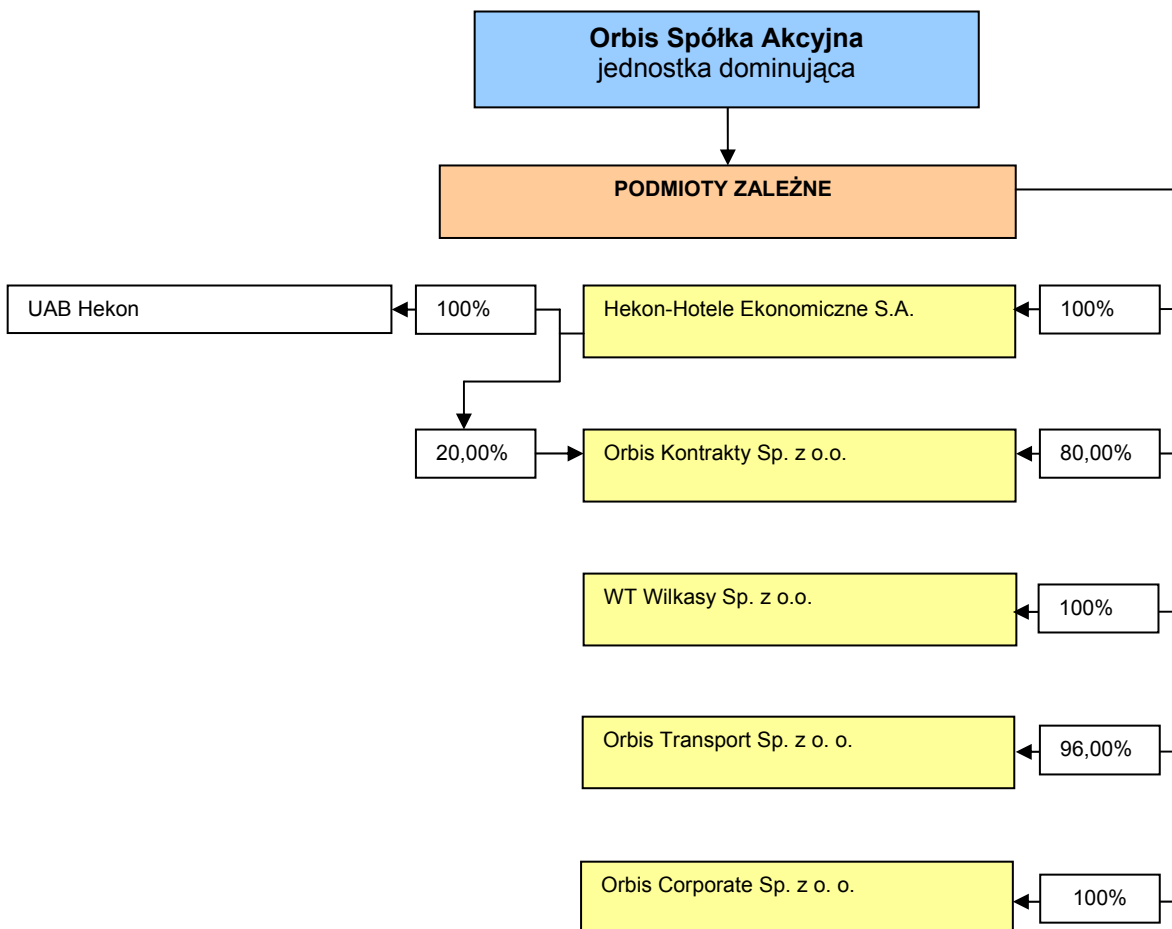 Orbis Spółka Akcyjna
jednostka dominująca
PODMIOTY ZALEŻNE
UAB Hekon
100%
Hekon-Hotele Ekonomiczne S.A.
100%
20,00%
Orbis Kontrakty Sp. z o.o.
80,00%
WT Wilkasy Sp. z o.o.
100%
Orbis Transport Sp. z o. o.
96,00%
Orbis Corporate Sp. z o. o.
100%